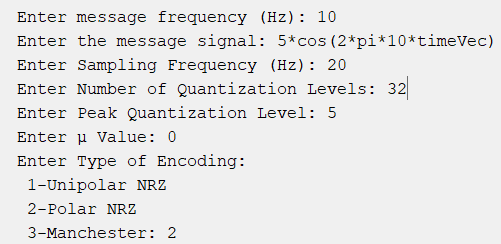 Enter message frequency (Hz): 10
Enter the message signal: 5*cos(2*pi*10*timeVec)
Enter Sampling Frequency (Hz): 20
Enter Number of Quantization Levels: 32
Enter Peak Quantization Level: 5
Enter µ Value: 0
Enter Type of Encoding:
1-Unipolar NRZ
2-Polar NRZ
3-Manchester: 2